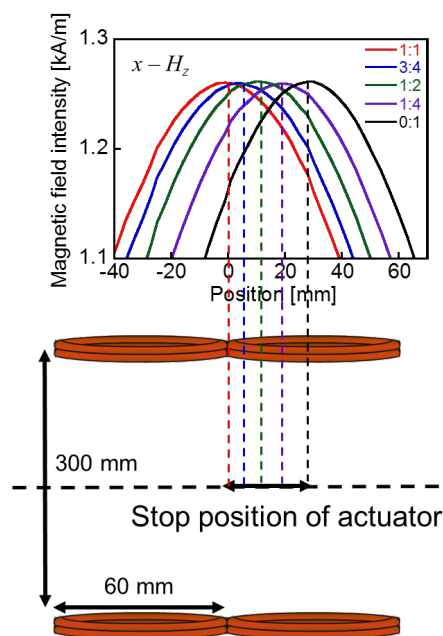 1.3
1.2
1.1
Magnetic field intensity [kA/m]
x – H_z
1:1
3:4
1:2
1:4
0:1
-40 -20 0 20 40 60
Position [mm]
300 mm
Stop position of actuator
60 mm